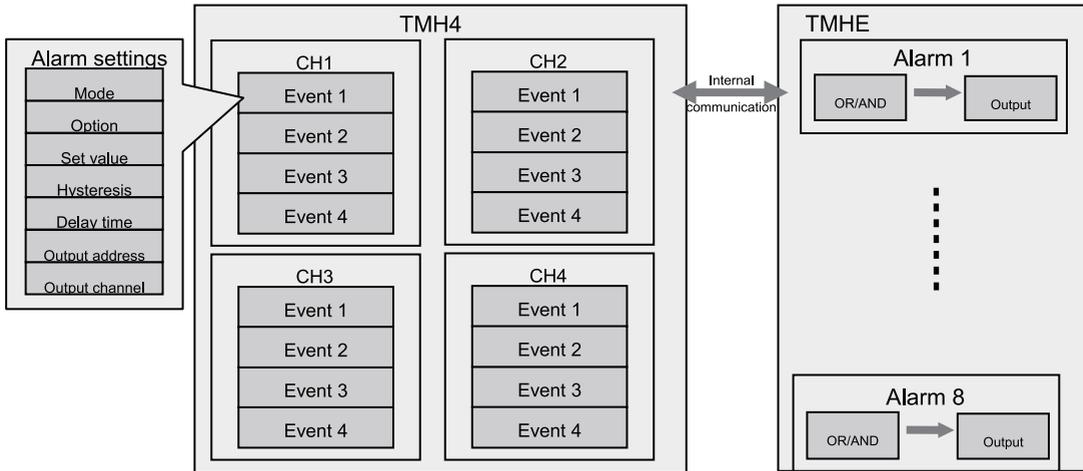 Alarm settings
Mode
Option
Set value
Hysteresis
Delay time
Output address
Output channel
TMH4
CH1
Event 1
Event 2
Event 3
Event 4
CH2
Event 1
Event 2
Event 3
Event 4
CH3
Event 1
Event 2
Event 3
Event 4
CH4
Event 1
Event 2
Event 3
Event 4
Internal
communication
TMHE
Alarm 1
OR/AND
Output
Alarm 8
OR/AND
Output